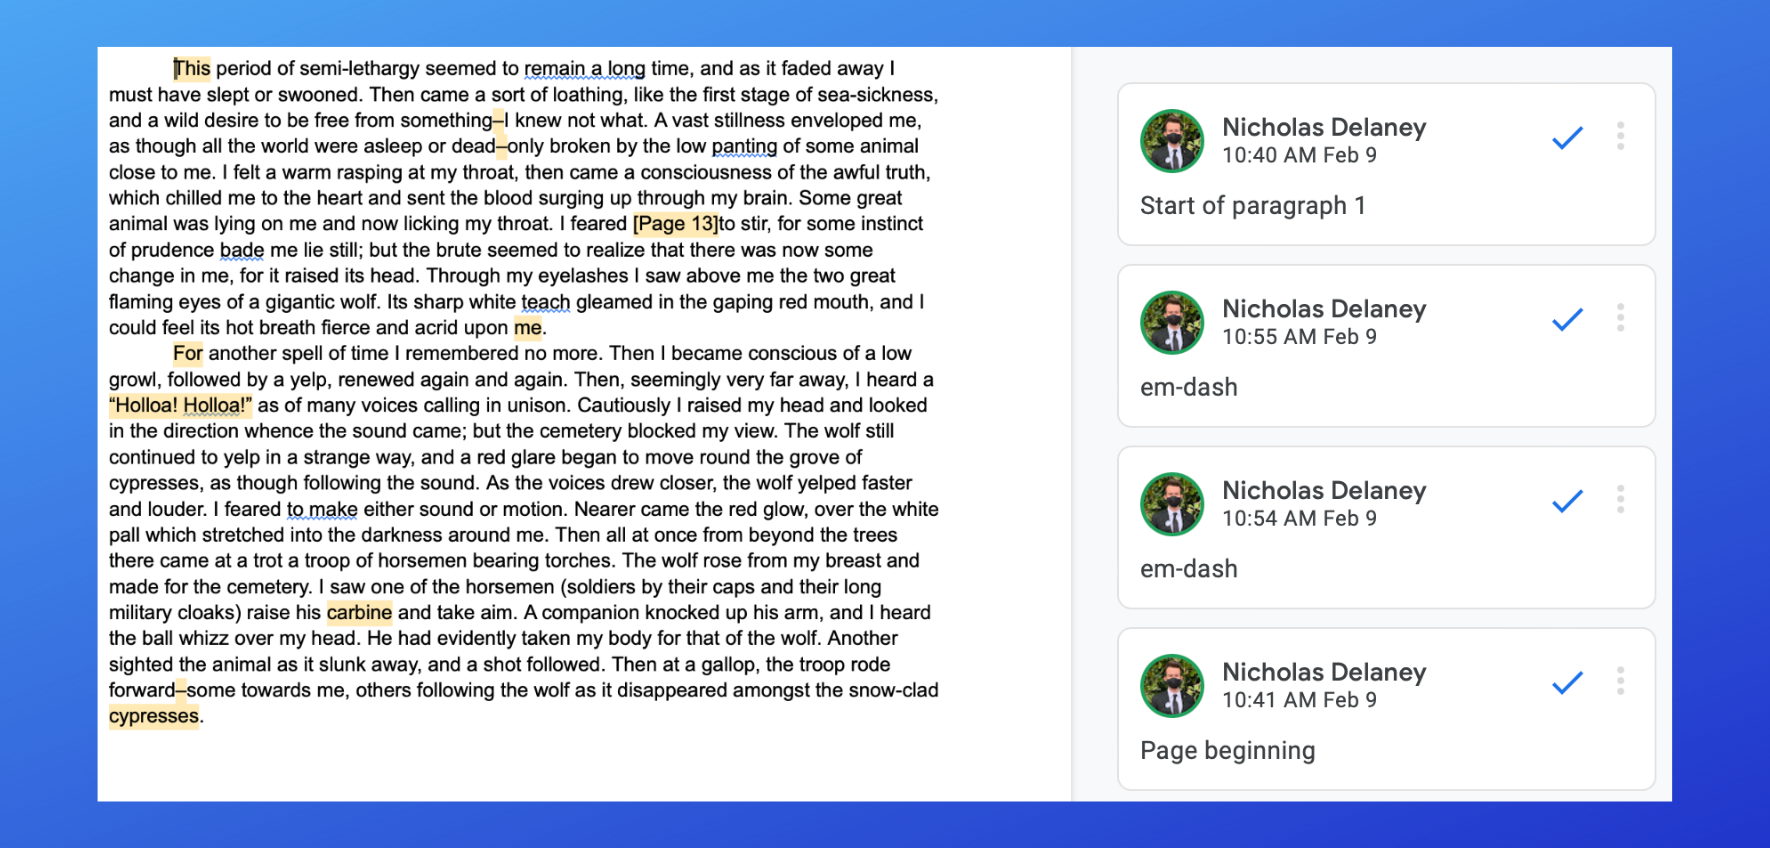 This period of semi-lethargy seemed to remain a long time, and as it faded away I
must have slept or swooned. Then came a sort of loathing, like the first stage of sea-sickness,
and a wild desire to be free from something–I knew not what. A vast stillness enveloped me,
as though all the world were asleep or dead–only broken by the low panting of some animal
close to me. I felt a warm rasping at my throat, then came a consciousness of the awful truth,
which chilled me to the heart and sent the blood surging up through my brain. Some great
animal was lying on me and now licking my throat. I feared [Page 13]to stir, for some instinct
of prudence bade me lie still; but the brute seemed to realize that there was now some
change in me, for it raised its head. Through my eyelashes I saw above me the two great
flaming eyes of a gigantic wolf. Its sharp white teach gleamed in the gaping red mouth, and I
could feel its hot breath fierce and acrid upon me.
For another spell of time I remembered no more. Then I became conscious of a low
growl, followed by a yelp, renewed again and again. Then, seemingly very far away, I heard a
“Holloa! Holloa!” as of many voices calling in unison. Cautiously I raised my head and looked
in the direction whence the sound came; but the cemetery blocked my view. The wolf still
continued to yelp in a strange way, and a red glare began to move round the grove of
cypresses, as though following the sound. As the voices drew closer, the wolf yelped faster
and louder. I feared to make either sound or motion. Nearer came the red glow, over the white
pall which stretched into the darkness around me. Then all at once from beyond the trees
there came at a trot a troop of horsemen bearing torches. The wolf rose from my breast and
made for the cemetery. I saw one of the horsemen (soldiers by their caps and their long
military cloaks) raise his carbine and take aim. A companion knocked up his arm, and I heard
the ball whizz over my head. He had evidently taken my body for that of the wolf. Another
sighted the animal as it slunk away, and a shot followed. Then at a gallop, the troop rode
forward–some towards me, others following the wolf as it disappeared amongst the snow-clad
cypresses.
Nicholas Delaney
10:40 AM Feb 9
Start of paragraph 1
Nicholas Delaney
10:55 AM Feb 9
em-dash
Nicholas Delaney
10:54 AM Feb 9
em-dash
Nicholas Delaney
10:41 AM Feb 9
Page beginning